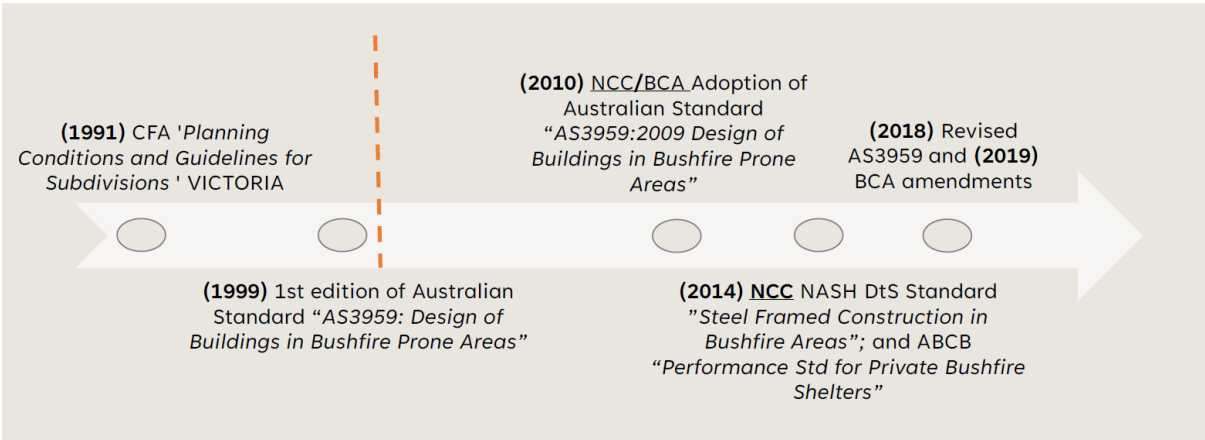 (1991) CFA 'Planning
Conditions and Guidelines for
Subdivisions ' VICTORIA
(1999) 1st edition of Australian
Standard “AS3959: Design of
Buildings in Bushfire Prone Areas”
(2010) NCC/BCA Adoption of
Australian Standard
“AS3959:2009 Design of
Buildings in Bushfire Prone
Areas”
(2014) NCC NASH DtS Standard
”Steel Framed Construction in
Bushfire Areas”; and ABCB
“Performance Std for Private Bushfire
Shelters”
(2018) Revised
AS3959 and (2019)
BCA amendments